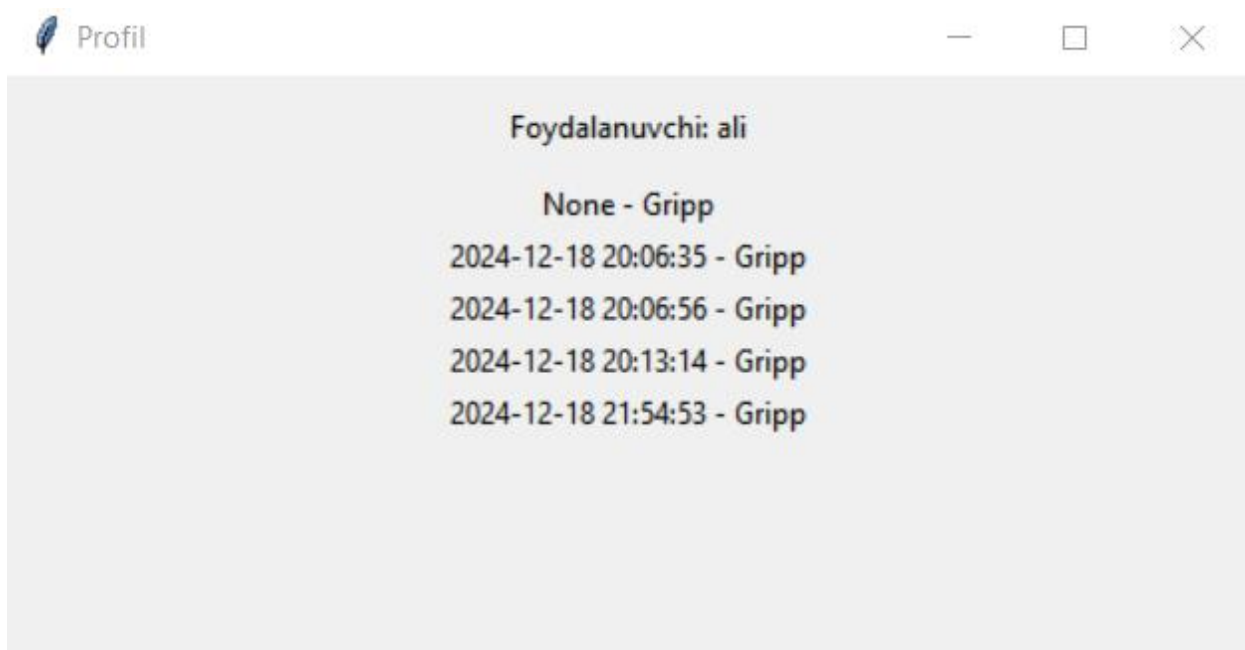 Profil
Foydalanuvchi: ali
None - Gripp
2024-12-18 20:06:35 - Gripp
2024-12-18 20:06:56 - Gripp
2024-12-18 20:13:14 - Gripp
2024-12-18 21:54:53 - Gripp